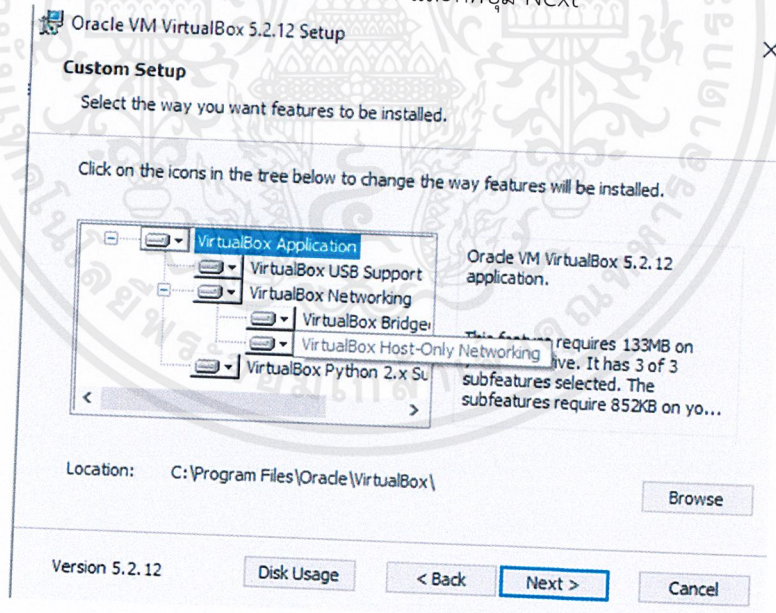 NEXT
Oracle VM VirtualBox 5.2.12 Setup
Custom Setup
Select the way you want features to be installed.
Click on the icons in the tree below to change the way features will be installed.
VirtualBox Application
VirtualBox USB Support
VirtualBox Networking
VirtualBox Bridge
VirtualBox Host-Only Networking
VirtualBox Python 2.x Su
Oracle VM VirtualBox 5.2.12
application.
requires 133MB on
ive. It has 3 of 3
subfeatures selected. The
subfeatures require 852KB on yo...
Location: C:\Program Files\Oracle\VirtualBox\
Browse
Version 5.2.12
Disk Usage
< Back
Next >
Cancel